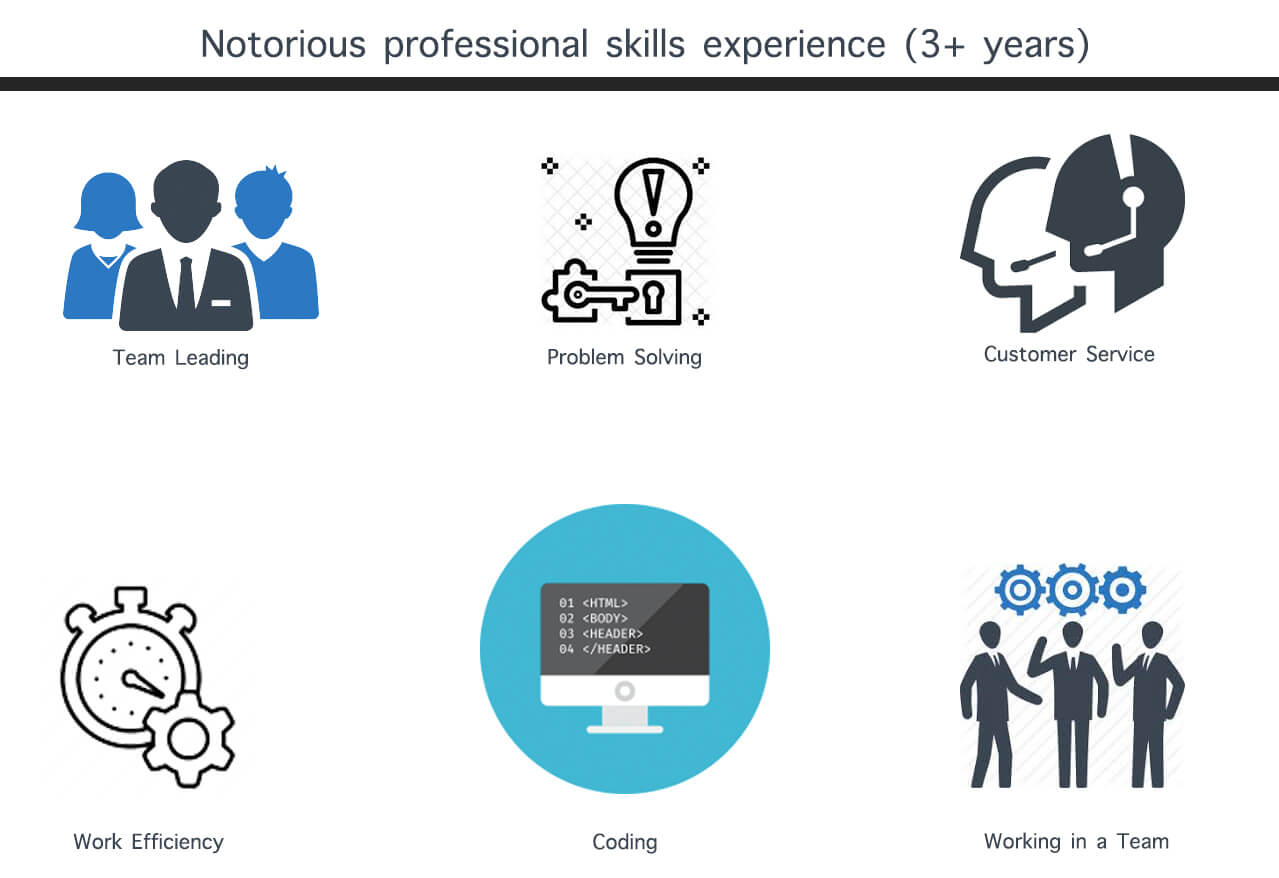 Notorious professional skills experience (3+ years)
Team Leading
Problem Solving
Customer Service
01 <HTML>
02 <BODY>
03 <HEADER>
04 </HEADER>
Work Efficiency
Coding
Working in a Team